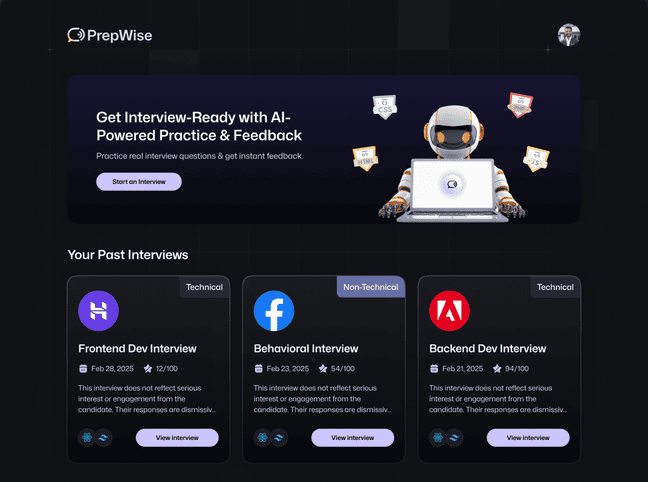 PrepWise
Get Interview-Ready with AI-
Powered Practice & Feedback
Practice real interview questions & get instant feedback.
Start an Interview
CSS
PHP
HTML
JS
Your Past Interviews
Technical
Frontend Dev Interview
Feb 28, 2025 12/100
This interview does not reflect serious
interest or engagement from the
candidate. Their responses are dismissiv...
View interview
Non-Technical
Behavioral Interview
Feb 23, 2025 54/100
This interview does not reflect serious
interest or engagement from the
candidate. Their responses are dismissiv...
View interview
Technical
Backend Dev Interview
Feb 21, 2025 94/100
This interview does not reflect serious
interest or engagement from the
candidate. Their responses are dismissiv...
View interview